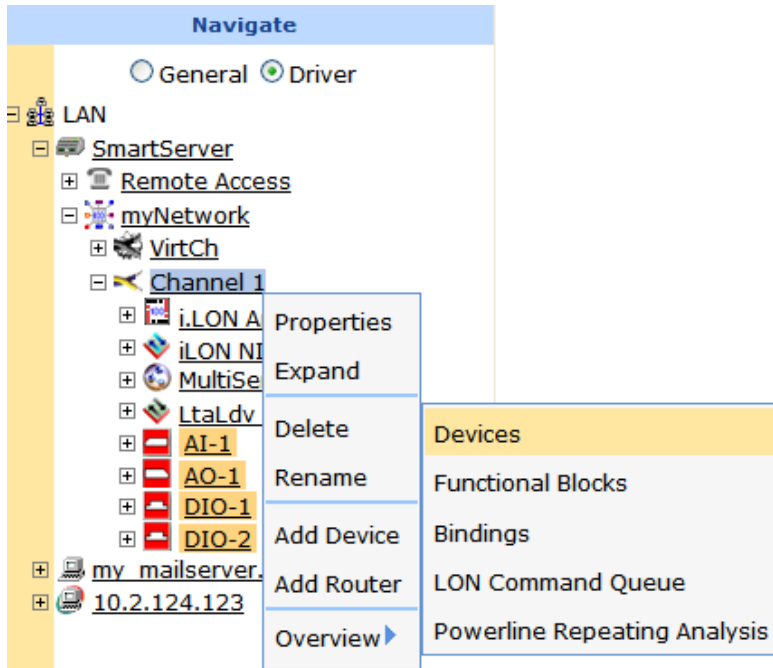 Navigate
General Driver
LAN
SmartServer
Remote Access
myNetwork
VirtCh
Channel 1
i.LON A
iLON NI
MultiSe
LtaLdv
AI-1
AO-1
DIO-1
DIO-2
my_mailserver.
10.2.124.123
Properties
Expand
Delete
Rename
Add Device
Add Router
Overview
Devices
Functional Blocks
Bindings
LON Command Queue
Powerline Repeating Analysis